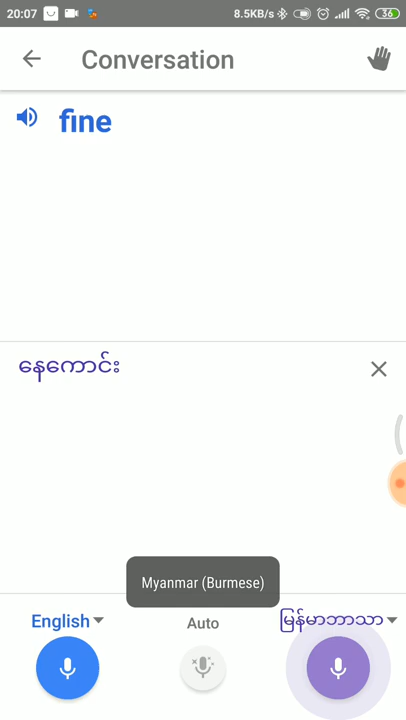 20:07 8.5KB/s 36
Conversation
fine
နေကောင်း
Myanmar (Burmese)
English Auto မြန်မာဘာသာ